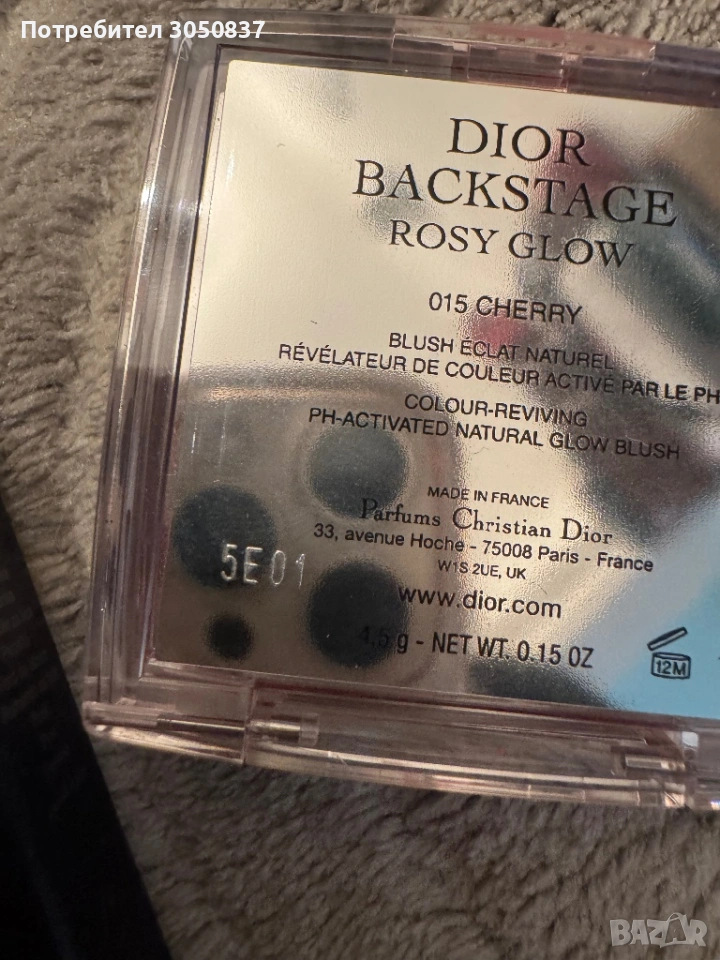 Потребител 3050837
DIOR
BACKSTAGE
ROSY GLOW
015 CHERRY
BLUSH ÉCLAT NATUREL
RÉVÉLATEUR DE COULEUR ACTIVÉ PAR LE PH
COLOUR-REVIVING
PH-ACTIVATED NATURAL GLOW BLUSH
MADE IN FRANCE
Parfums Christian Dior
33, avenue Hoche - 75008 Paris - France
W1S 2UE, UK
5E01
www.dior.com
4,5 g - NET WT. 0.15 OZ
12M
BAZAR